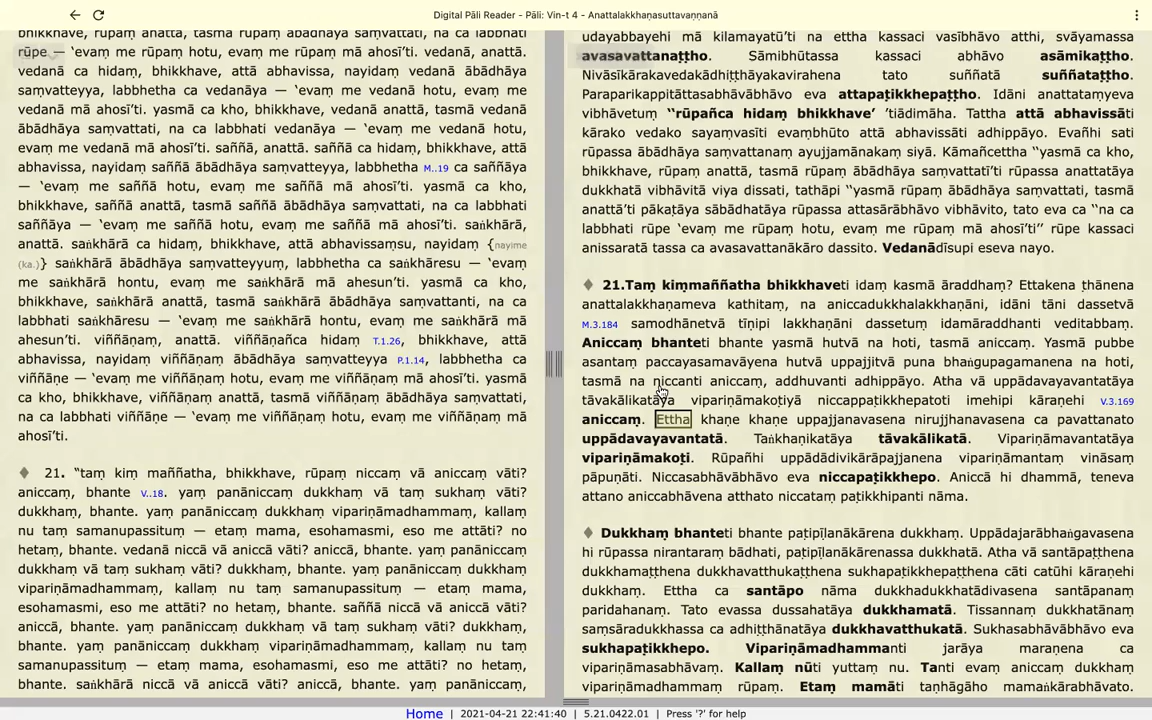 Digital Pāli Reader - Pāli: Vin-t 4 - Anattalakkhaṇasuttavaṇṇanā
bhikkhave, rūpaṃ anattā, tasmā rūpaṃ ābādhāya saṃvattati, na ca labbhati
rūpe — ‘evaṃ me rūpaṃ hotu, evaṃ me rūpaṃ mā ahosī’ti. vedanā, anattā.
vedanā ca hidaṃ, bhikkhave, attā abhavissa, nayidaṃ vedanā ābādhāya
saṃvatteyya, labbhetha ca vedanāya — ‘evaṃ me vedanā hotu, evaṃ me
vedanā mā ahosī’ti. yasmā ca kho, bhikkhave, vedanā anattā, tasmā vedanā
ābādhāya saṃvattati, na ca labbhati vedanāya — ‘evaṃ me vedanā hotu,
evaṃ me vedanā mā ahosī’ti. saññā, anattā. saññā ca hidaṃ, bhikkhave, attā
abhavissa, nayidaṃ saññā ābādhāya saṃvatteyya, labbhetha M..19 ca saññāya
— ‘evaṃ me saññā hotu, evaṃ me saññā mā ahosī’ti. yasmā ca kho,
bhikkhave, saññā anattā, tasmā saññā ābādhāya saṃvattati, na ca labbhati
saññāya — ‘evaṃ me saññā hotu, evaṃ me saññā mā ahosī’ti. saṅkhārā,
anattā. saṅkhārā ca hidaṃ, bhikkhave, attā abhavissaṃsu, nayidaṃ {nayime
(ka.)} saṅkhārā ābādhāya saṃvatteyyuṃ, labbhetha ca saṅkhāresu — ‘evaṃ
me saṅkhārā hontu, evaṃ me saṅkhārā mā ahesun’ti. yasmā ca kho,
bhikkhave, saṅkhārā anattā, tasmā saṅkhārā ābādhāya saṃvattanti, na ca
labbhati saṅkhāresu — ‘evaṃ me saṅkhārā hontu, evaṃ me saṅkhārā mā
ahesun’ti. viññāṇaṃ, anattā. viññāṇañca hidaṃ T.1.26, bhikkhave, attā
abhavissa, nayidaṃ viññāṇaṃ ābādhāya saṃvatteyya P.1.14, labbhetha ca
viññāṇe — ‘evaṃ me viññāṇaṃ hotu, evaṃ me viññāṇaṃ mā ahosī’ti. yasmā
ca kho, bhikkhave, viññāṇaṃ anattā, tasmā viññāṇaṃ ābādhāya saṃvattati,
na ca labbhati viññāṇe — ‘evaṃ me viññāṇaṃ hotu, evaṃ me viññāṇaṃ mā
ahosī’ti.
♦ 21. “taṃ kiṃ maññatha, bhikkhave, rūpaṃ niccaṃ vā aniccaṃ vāti?
aniccaṃ, bhante V..18. yaṃ panāniccaṃ dukkhaṃ vā taṃ sukhaṃ vāti?
dukkhaṃ, bhante. yaṃ panāniccaṃ dukkhaṃ vipariṇāmadhammaṃ, kallaṃ
nu taṃ samanupassituṃ — etaṃ mama, esohamasmi, eso me attāti? no
hetaṃ, bhante. vedanā niccā vā aniccā vāti? aniccā, bhante. yaṃ panāniccaṃ
dukkhaṃ vā taṃ sukhaṃ vāti? dukkhaṃ, bhante. yaṃ panāniccaṃ dukkhaṃ
vipariṇāmadhammaṃ, kallaṃ nu taṃ samanupassituṃ — etaṃ mama,
esohamasmi, eso me attāti? no hetaṃ, bhante. saññā niccā vā aniccā vāti?
aniccā, bhante. yaṃ panāniccaṃ dukkhaṃ vā taṃ sukhaṃ vāti? dukkhaṃ,
bhante. yaṃ panāniccaṃ dukkhaṃ vipariṇāmadhammaṃ, kallaṃ nu taṃ
samanupassituṃ — etaṃ mama, esohamasmi, eso me attāti? no hetaṃ,
bhante. saṅkhārā niccā vā aniccā vāti? aniccā, bhante. yaṃ panāniccaṃ,
udayabbayehi mā kilamayatū’ti na ettha kassaci vasībhāvo atthi, svāyamassa
avasavattanaṭṭho. Sāmibhūtassa kassaci abhāvo asāmikaṭṭho.
Nivāsīkārakavedakādhiṭṭhāyakavirahena tato suññatā suññataṭṭho.
Paraparikappitāttasabhāvābhāvo eva attapaṭikkhepaṭṭho. Idāni anattataṃyeva
vibhāvetuṃ ‘‘rūpañca hidaṃ bhikkhave’ ’tiādimāha. Tattha attā abhavissāti
kārako vedako sayaṃvasīti evaṃbhūto attā abhavissāti adhippāyo. Evañhi sati
rūpassa ābādhāya saṃvattanaṃ ayujjamānakaṃ siyā. Kāmañcettha ‘‘yasmā ca kho,
bhikkhave, rūpaṃ anattā, tasmā rūpaṃ ābādhāya saṃvattatī’ti rūpassa anattatāya
dukkhatā vibhāvitā viya dissati, tathāpi ‘‘yasmā rūpaṃ ābādhāya saṃvattati, tasmā
anattā’ti pākaṭāya sābādhatāya rūpassa attasārābhāvo vibhāvito, tato eva ca ‘‘na ca
labbhati rūpe ‘evaṃ me rūpaṃ hotu, evaṃ me rūpaṃ mā ahosī’ti’’ rūpe kassaci
anissaratā tassa ca avasavattanākāro dassito. Vedanādīsupi eseva nayo.
♦ 21.Taṃ kiṃmaññatha bhikkhaveti idaṃ kasmā āraddhaṃ? Ettakena ṭhānena
anattalakkhaṇameva kathitaṃ, na aniccadukkhalakkhaṇāni, idāni tāni dassetvā
M.3.184 samodhānetvā tīṇipi lakkhaṇāni dassetuṃ idamāraddhanti veditabbaṃ.
Aniccaṃ bhanteti bhante yasmā hutvā na hoti, tasmā aniccaṃ. Yasmā pubbe
asantaṃ paccayasamavāyena hutvā uppajjitvā puna bhaṅgupagamanena na hoti,
tasmā na niccanti aniccaṃ, addhuvanti adhippāyo. Atha vā uppādavayavantatāya
tāvakālikatāya vipariṇāmakoṭiyā niccappaṭikkhepatoti imehipi kāraṇehi V.3.169
aniccaṃ. Ettha khaṇe khaṇe uppajjanavasena nirujjhanavasena ca pavattanato
uppādavayavantatā. Taṅkhaṇikatāya tāvakālikatā. Vipariṇāmavantatāya
vipariṇāmakoṭi. Rūpañhi uppādādivikārāpajjanena vipariṇāmantaṃ vināsaṃ
pāpuṇāti. Niccasabhāvābhāvo eva niccapaṭikkhepo. Aniccā hi dhammā, teneva
attano aniccabhāvena atthato niccataṃ paṭikkhipanti nāma.
♦ Dukkhaṃ bhanteti bhante paṭipīḷanākārena dukkhaṃ. Uppādajarābhaṅgavasena
hi rūpassa nirantaraṃ bādhati, paṭipīḷanākārenassa dukkhatā. Atha vā santāpaṭṭhena
dukkhamaṭṭhena dukkhavatthukaṭṭhena sukhapaṭikkhepaṭṭhena cāti catūhi kāraṇehi
dukkhaṃ. Ettha ca santāpo nāma dukkhadukkhatādivasena santāpanaṃ
paridahanaṃ. Tato evassa dussahatāya dukkhamatā. Tissannaṃ dukkhatānaṃ
saṃsāradukkhassa ca adhiṭṭhānatāya dukkhavatthukatā. Sukhasabhāvābhāvo eva
sukhapaṭikkhepo. Vipariṇāmadhammanti jarāya maraṇena ca
vipariṇāmasabhāvaṃ. Kallaṃ nūti yuttaṃ nu. Tanti evaṃ aniccaṃ dukkhaṃ
vipariṇāmadhammaṃ rūpaṃ. Etaṃ mamāti taṇhāgāho mamaṅkārabhāvato.
Home | 2021-04-21 22:41:40 | 5.21.0422.01 | Press '?' for help